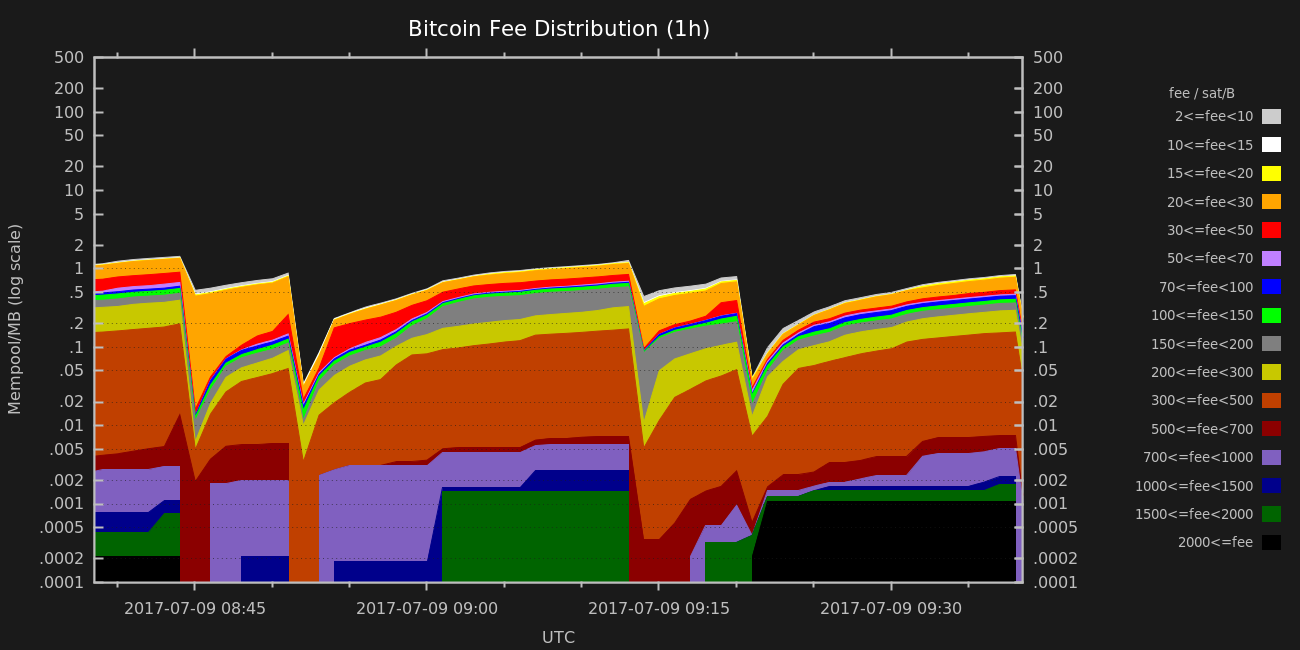 Bitcoin Fee Distribution (1h)
Mempool/MB (log scale)
500
200
100
50
20
10
5
2
1
.5
.2
.1
.05
.02
.01
.005
.002
.001
.0005
.0002
.0001
500
200
100
50
20
10
5
2
1
.5
.2
.1
.05
.02
.01
.005
.002
.001
.0005
.0002
.0001
2017-07-09 08:45
2017-07-09 09:00
2017-07-09 09:15
2017-07-09 09:30
UTC
fee / sat/B
2<=fee<10
10<=fee<15
15<=fee<20
20<=fee<30
30<=fee<50
50<=fee<70
70<=fee<100
100<=fee<150
150<=fee<200
200<=fee<300
300<=fee<500
500<=fee<700
700<=fee<1000
1000<=fee<1500
1500<=fee<2000
2000<=fee